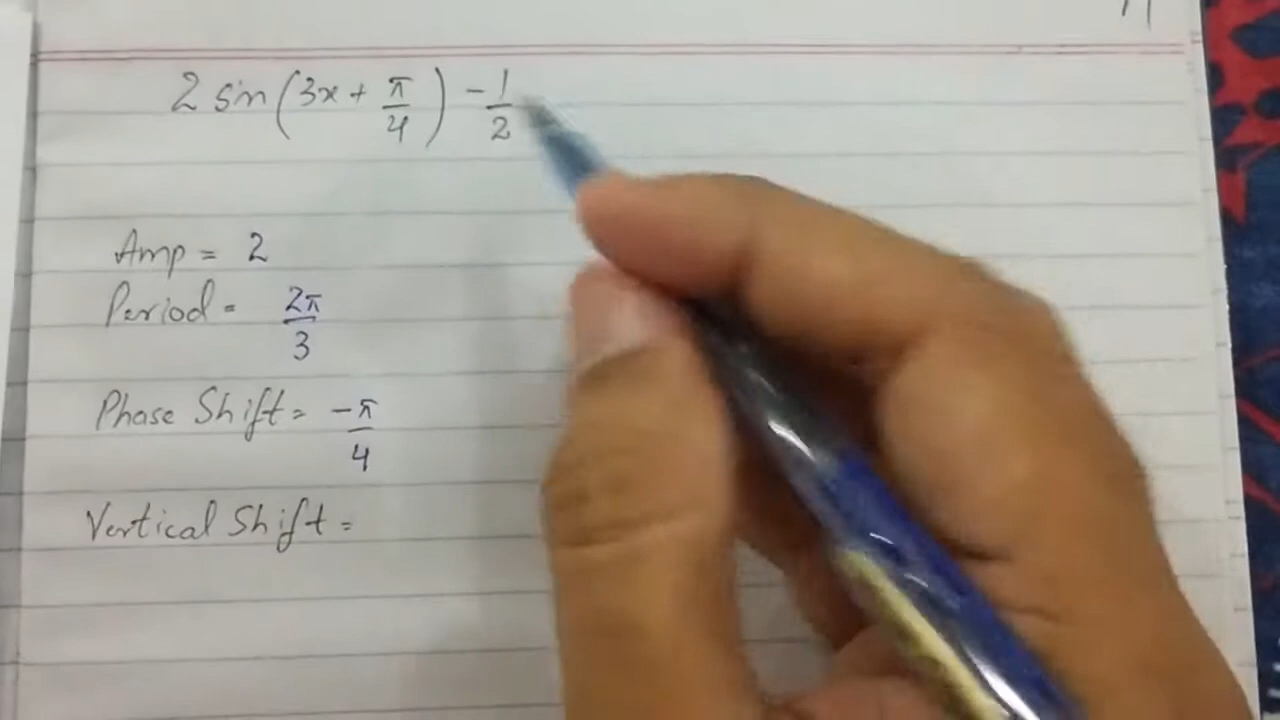 2 sin(3x + π/4) - 1/2
Amp = 2
Period = 2π/3
Phase Shift = -π/4
Vertical Shift =